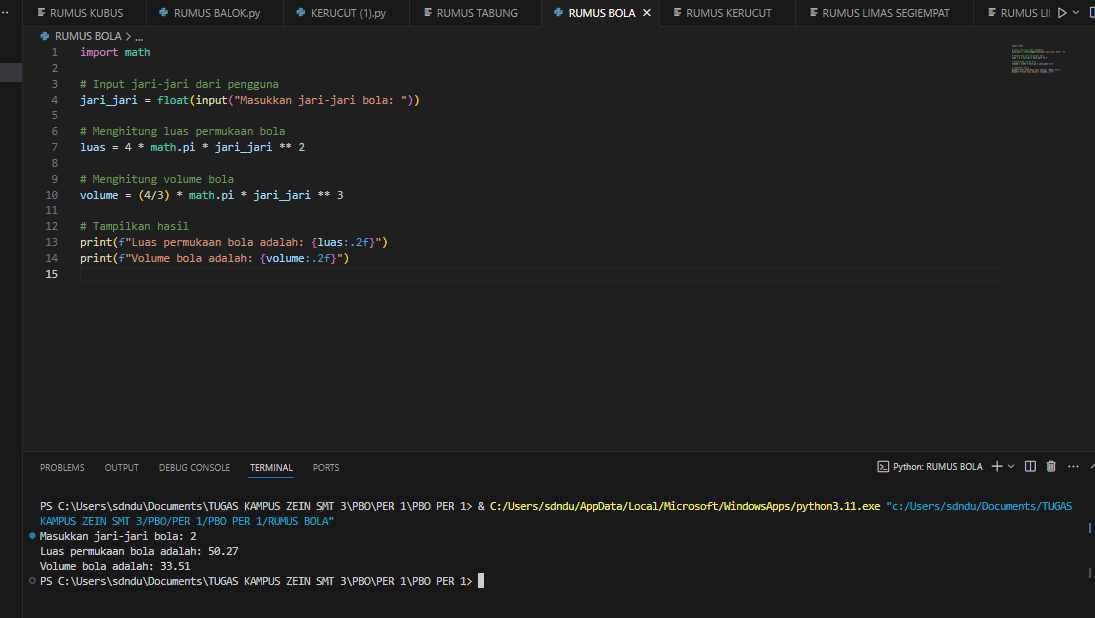 RUMUS KUBUS RUMUS BALOK.py KERUCUT (1).py RUMUS TABUNG RUMUS BOLA RUMUS KERUCUT RUMUS LIMAS SEGIEMPAT RUMUS LI
RUMUS BOLA > ...
1 import math
2
3 # Input jari-jari dari pengguna
4 jari_jari = float(input("Masukkan jari-jari bola: "))
5
6 # Menghitung luas permukaan bola
7 luas = 4 * math.pi * jari_jari ** 2
8
9 # Menghitung volume bola
10 volume = (4/3) * math.pi * jari_jari ** 3
11
12 # Tampilkan hasil
13 print(f"Luas permukaan bola adalah: {luas:.2f}")
14 print(f"Volume bola adalah: {volume:.2f}")
15
PROBLEMS OUTPUT DEBUG CONSOLE TERMINAL PORTS Python: RUMUS BOLA
PS C:\Users\sdndu\Documents\TUGAS KAMPUS ZEIN SMT 3\PBO\PER 1\PBO PER 1> & C:/Users/sdndu/AppData/Local/Microsoft/WindowsApps/python3.11.exe "c:/Users/sdndu/Documents/TUGAS
KAMPUS ZEIN SMT 3/PBO/PER 1/PBO PER 1/RUMUS BOLA"
Masukkan jari-jari bola: 2
Luas permukaan bola adalah: 50.27
Volume bola adalah: 33.51
PS C:\Users\sdndu\Documents\TUGAS KAMPUS ZEIN SMT 3\PBO\PER 1\PBO PER 1>